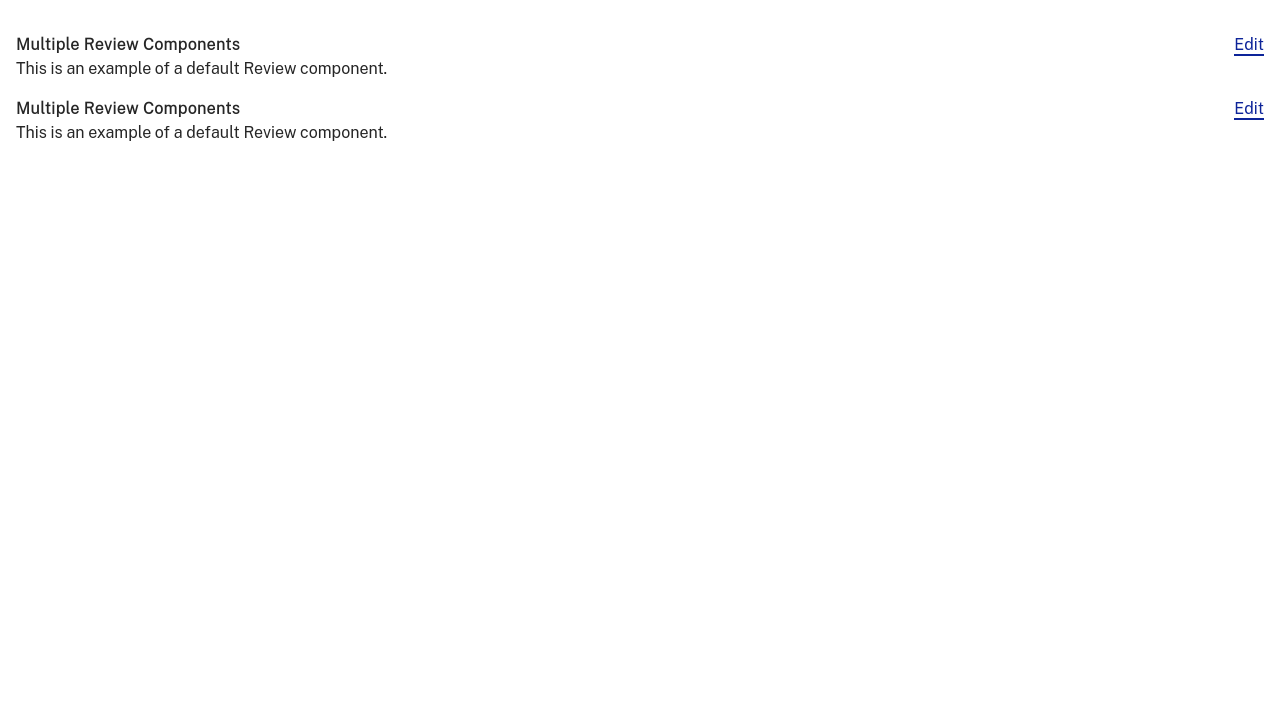 Multiple Review Components
Edit
This is an example of a default Review component.
Multiple Review Components
Edit
This is an example of a default Review component.